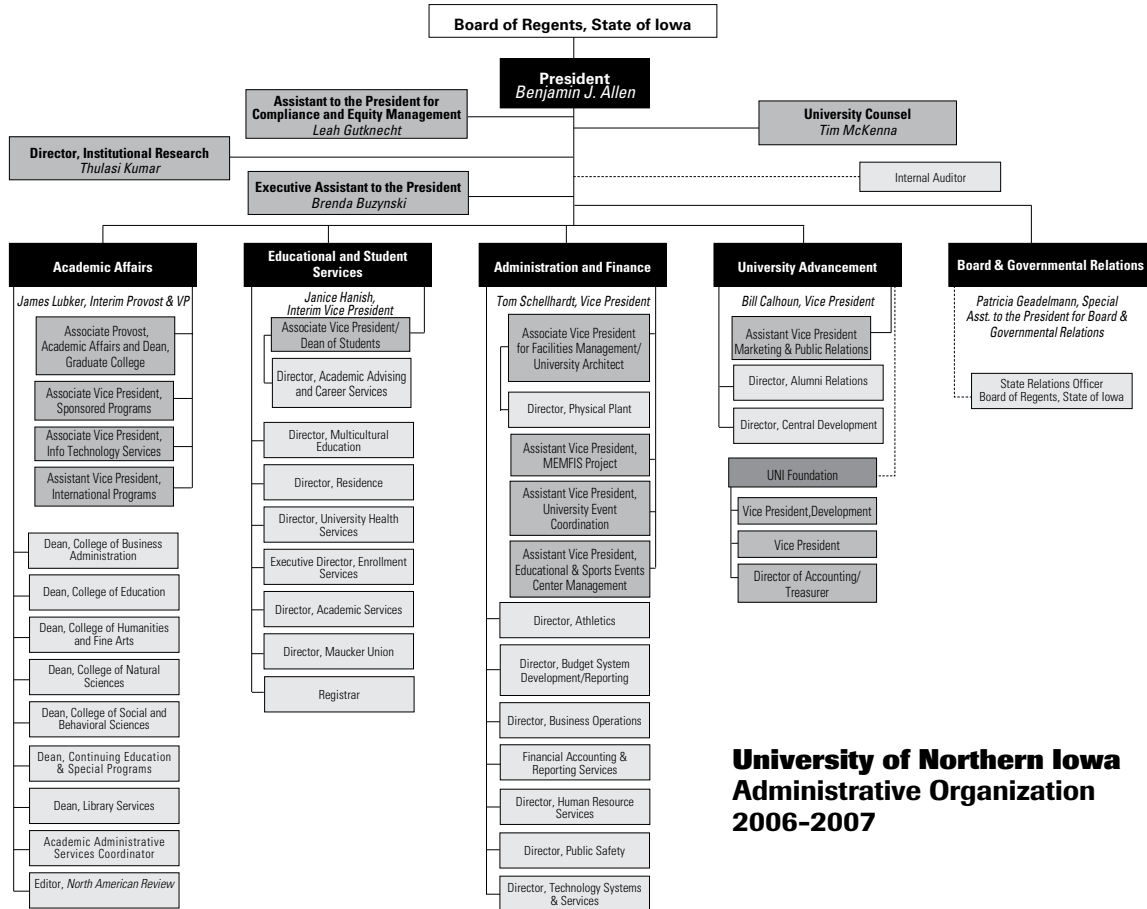 Board of Regents, State of Iowa
President
Benjamin J. Allen
Assistant to the President for
Compliance and Equity Management
Leah Gutknecht
University Counsel
Tim McKenna
Director, Institutional Research
Thulasi Kumar
Internal Auditor
Executive Assistant to the President
Brenda Buzynski
Academic Affairs
James Lubker, Interim Provost & VP
Associate Provost,
Academic Affairs and Dean,
Graduate College
Associate Vice President,
Sponsored Programs
Associate Vice President,
Info Technology Services
Assistant Vice President,
International Programs
Dean, College of Business
Administration
Dean, College of Education
Dean, College of Humanities
and Fine Arts
Dean, College of Natural
Sciences
Dean, College of Social and
Behavioral Sciences
Dean, Continuing Education
& Special Programs
Dean, Library Services
Academic Administrative
Services Coordinator
Editor, North American Review
Educational and Student
Services
Janice Hanish,
Interim Vice President
Associate Vice President/
Dean of Students
Director, Academic Advising
and Career Services
Director, Multicultural
Education
Director, Residence
Director, University Health
Services
Executive Director, Enrollment
Services
Director, Academic Services
Director, Maucker Union
Registrar
Administration and Finance
Tom Schellhardt, Vice President
Associate Vice President
for Facilities Management/
University Architect
Director, Physical Plant
Assistant Vice President,
MEMFIS Project
Assistant Vice President,
University Event
Coordination
Assistant Vice President,
Educational & Sports Events
Center Management
Director, Athletics
Director, Budget System
Development/Reporting
Director, Business Operations
Financial Accounting &
Reporting Services
Director, Human Resource
Services
Director, Public Safety
Director, Technology Systems
& Services
University Advancement
Bill Calhoun, Vice President
Assistant Vice President
Marketing & Public Relations
Director, Alumni Relations
Director, Central Development
UNI Foundation
Vice President,Development
Vice President
Director of Accounting/
Treasurer
Board & Governmental Relations
Patricia Geadelmann, Special
Asst. to the President for Board &
Governmental Relations
State Relations Officer
Board of Regents, State of Iowa
University of Northern Iowa
Administrative Organization
2006-2007